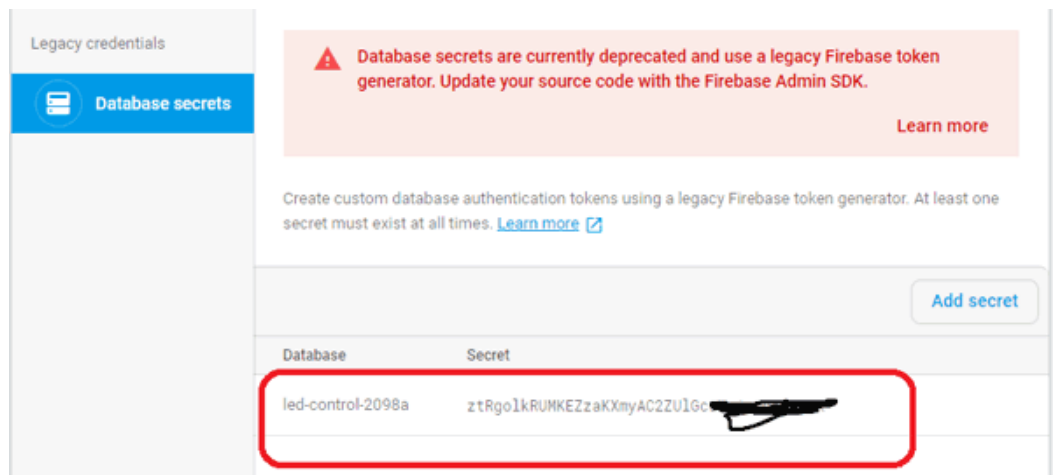 Legacy credentials
Database secrets
Database secrets are currently deprecated and use a legacy Firebase token
generator. Update your source code with the Firebase Admin SDK.
Learn more
Create custom database authentication tokens using a legacy Firebase token generator. At least one
secret must exist at all times. Learn more
Add secret
Database Secret
led-control-2098a ztRgolkRUMKEZzaKXmyAC2ZUlGc